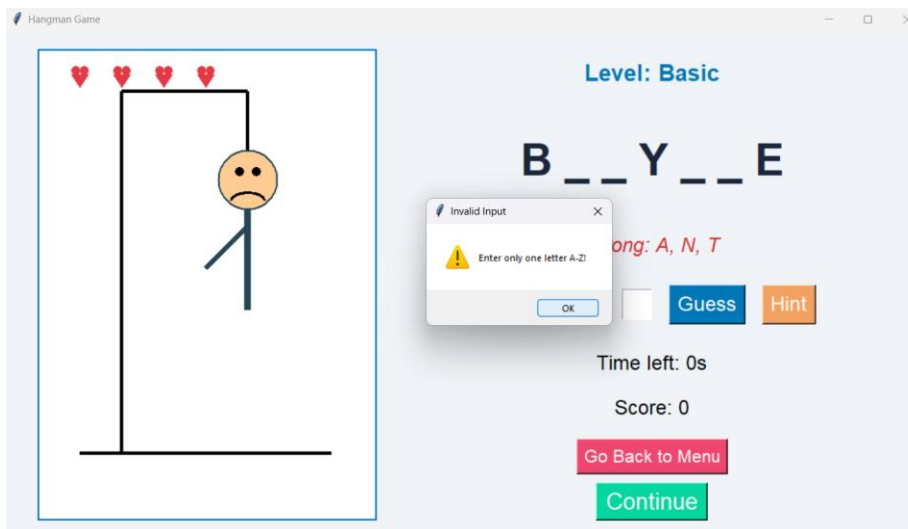 Hangman Game
Level: Basic
B _ _ Y _ _ E
Invalid Input
Enter only one letter A-Z!
OK
ong: A, N, T
Guess
Hint
Time left: 0s
Score: 0
Go Back to Menu
Continue